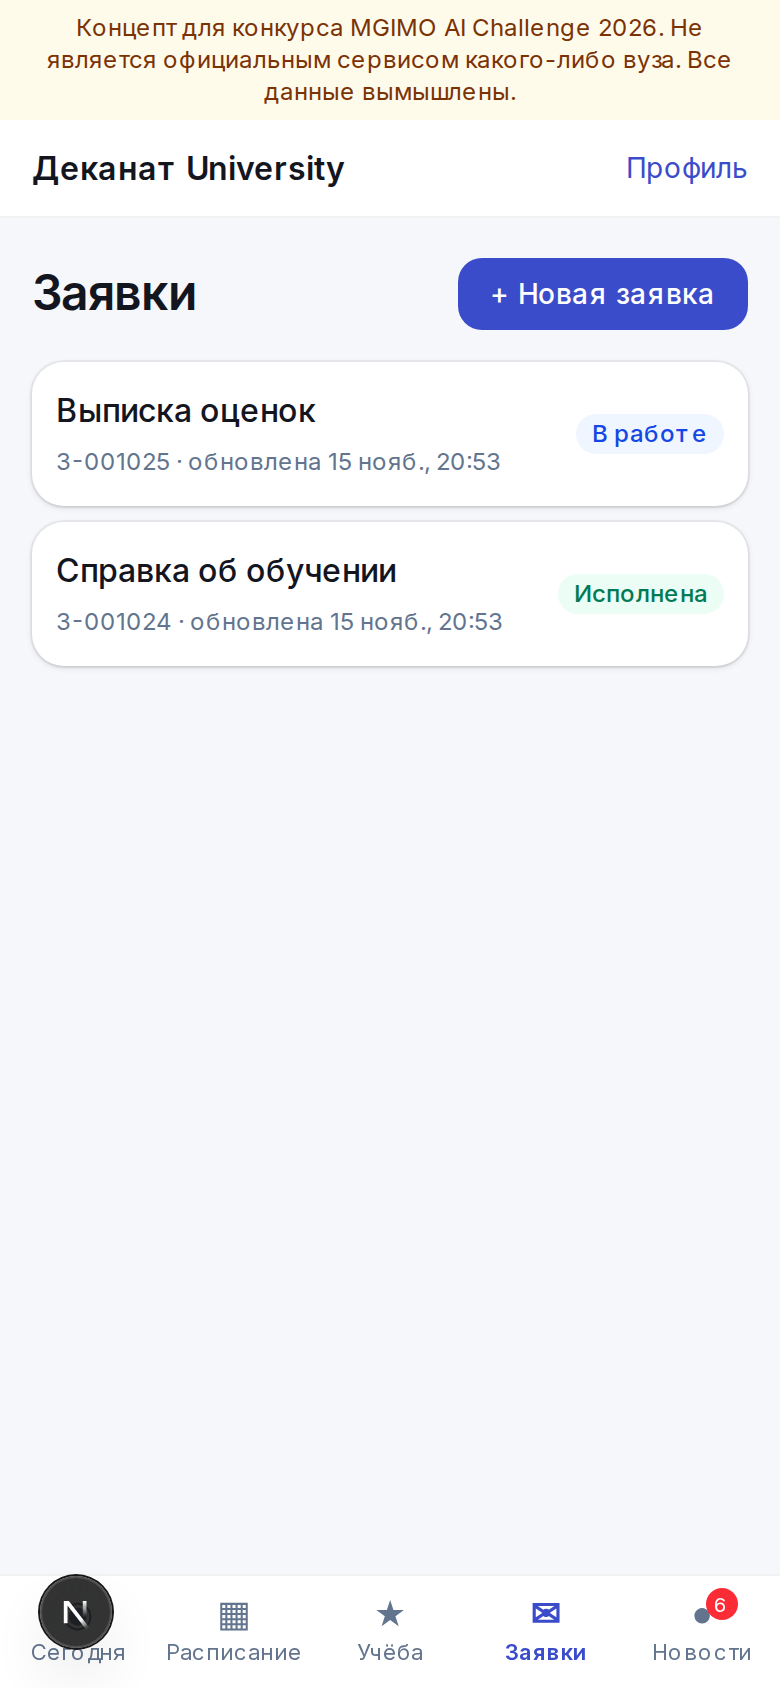 Концепт для конкурса MGIMO AI Challenge 2026. Не
является официальным сервисом какого-либо вуза. Все
данные вымышлены.
Деканат University
Профиль
Заявки
+ Новая заявка
Выписка оценок
З-001025 · обновлена 15 нояб., 20:53
В работе
Справка об обучении
З-001024 · обновлена 15 нояб., 20:53
Исполнена
N
6
Сегодня
Расписание
Учёба
Заявки
Новости